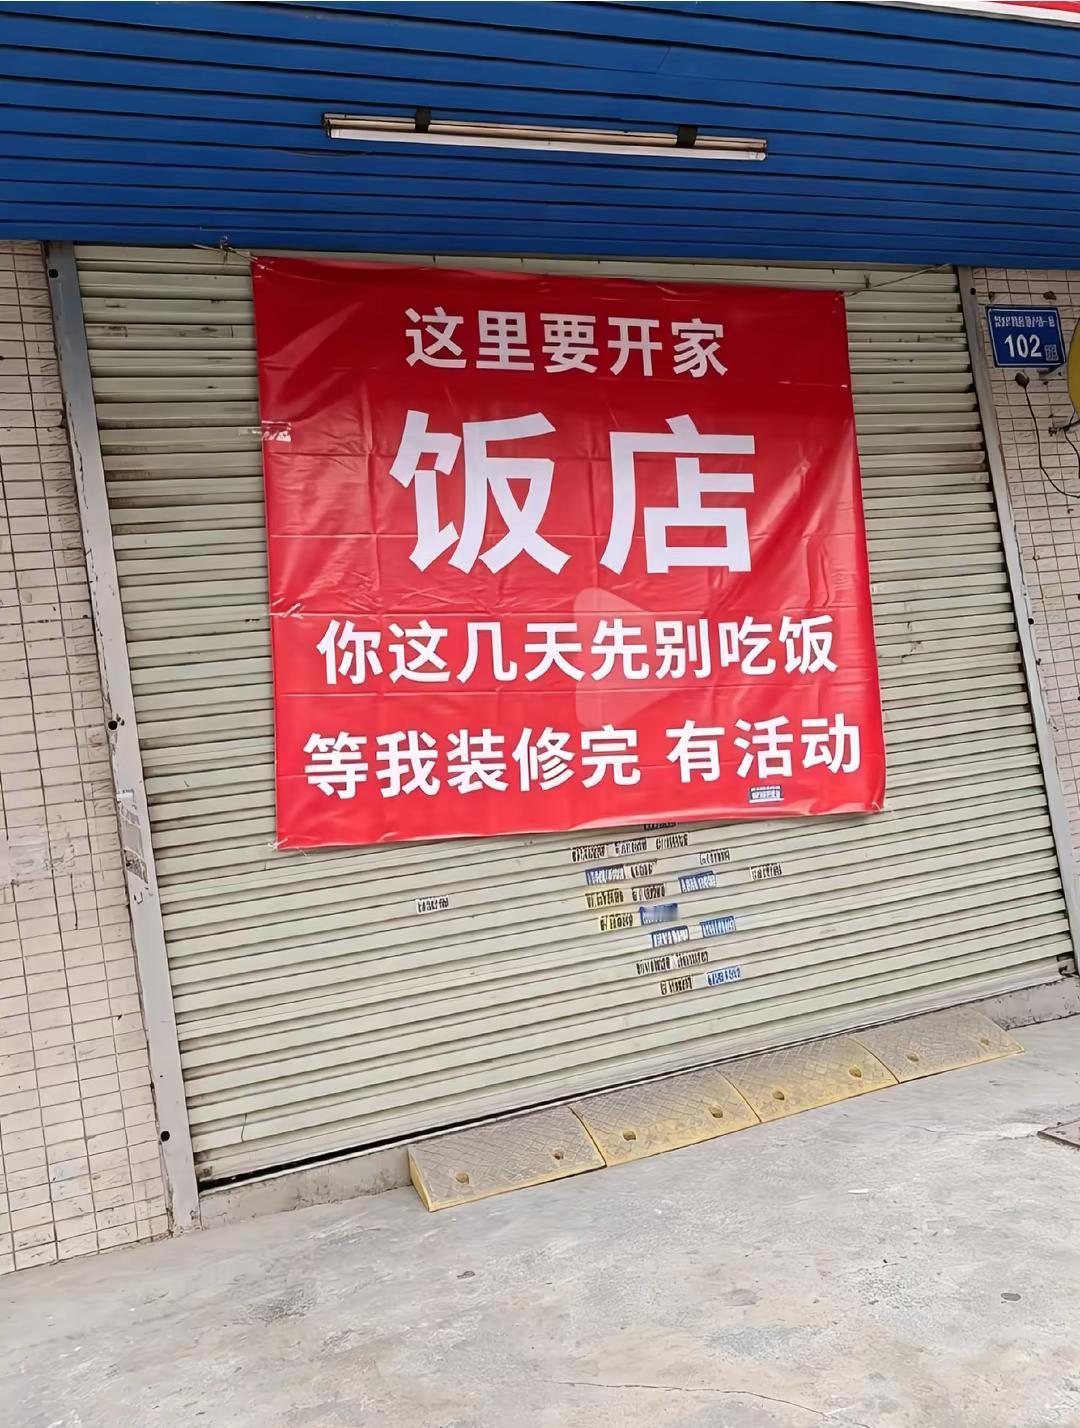 这里要开家
饭店
你这几天先别吃饭
等我装修完 有活动
102